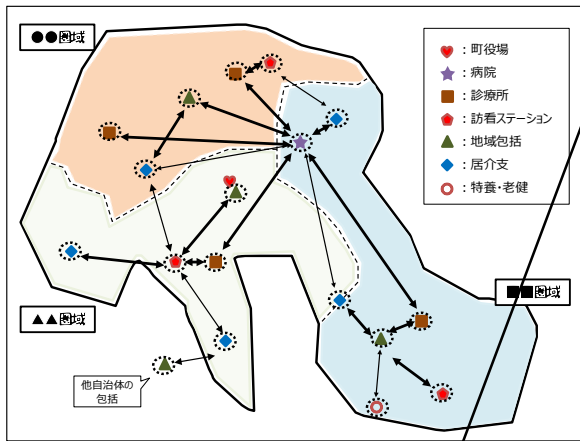 ●●圏域
：町役場
：病院
：診療所
：訪看ステーション
：地域包括
：居介支
：特養・老健
■■圏域
▲▲圏域
他自治体の
包括